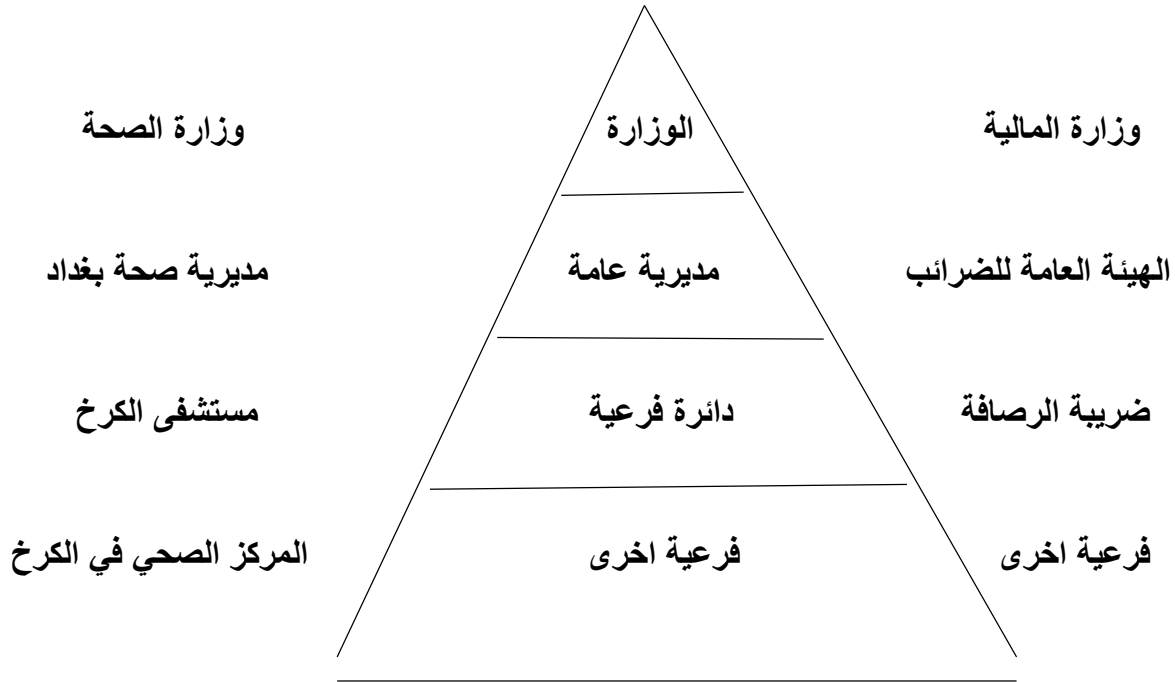 وزارة المالية الوزارة وزارة الصحة
الهيئة العامة للضرائب مديرية عامة مديرية صحة بغداد
ضريبة الرصافة دائرة فرعية مستشفى الكرخ
فرعية اخرى فرعية اخرى المركز الصحي في الكرخ